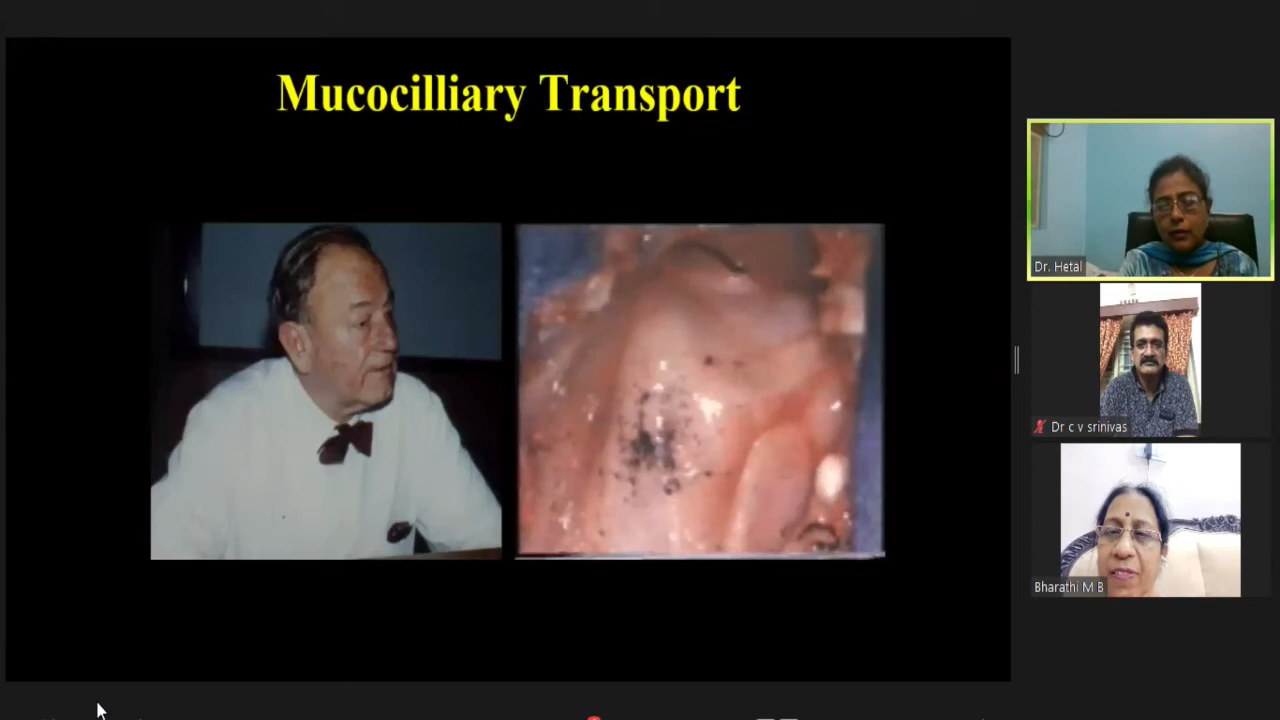 Mucocilliary Transport
Dr. Hetal
Dr c v srinivas
Bharathi M B